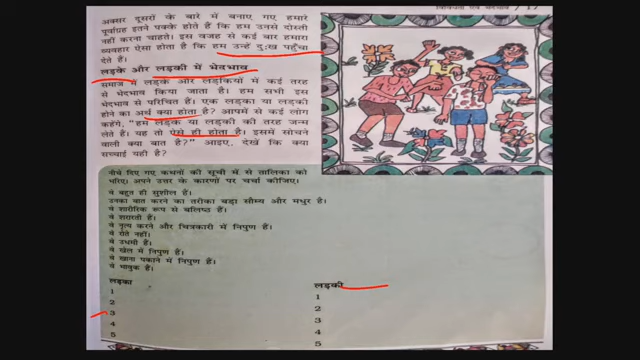 विविधता एवं भेदभाव / 17
अक्सर दूसरों के बारे में बनाए गए हमारे
पूर्वाग्रह इतने पक्के होते हैं कि हम उनसे दोस्ती
नहीं करना चाहते। इस वजह से कई बार हमारा
व्यवहार ऐसा होता है कि हम उन्हें दुःख पहुँचा
देते हैं।
लड़के और लड़की में भेदभाव
समाज में लड़के और लड़कियों में कई तरह
से भेदभाव किया जाता है। हम सभी इस
भेदभाव से परिचित हैं। एक लड़का या लड़की
होने का अर्थ क्या होता है? आपमें से कई लोग
कहेंगे, "हम लड़के या लड़की की तरह जन्म
लेते हैं। यह तो ऐसे ही होता है। इसमें सोचने
वाली क्या बात है?" आइए, देखें कि क्या
सच्चाई यही है?
नीचे दिए गए कथनों की सूची में से तालिका को
भरिए। अपने उत्तर के कारणों पर चर्चा कीजिए।
वे बहुत ही सुशील हैं।
उनका बात करने का तरीका बड़ा सौम्य और मधुर है।
वे शारीरिक रूप से बलिष्ठ हैं।
वे शरारती हैं।
वे नृत्य करने और चित्रकारी में निपुण हैं।
वे रोते नहीं।
वे उधमी हैं।
वे खेल में निपुण हैं।
वे खाना पकाने में निपुण हैं।
वे भावुक हैं।
लड़का
1
2
3
4
5
लड़की
1
2
3
4
5